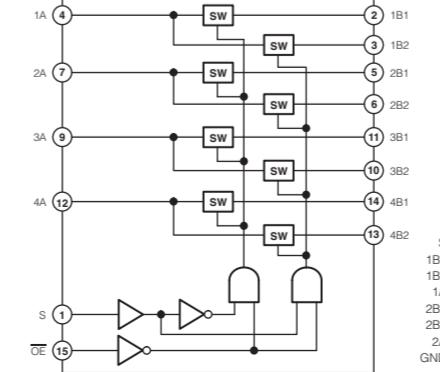 1A 4 SW 2 1B1
SW 3 1B2
2A 7 SW 5 2B1
SW 6 2B2
3A 9 SW 11 3B1
SW 10 3B2
4A 12 SW 14 4B1
SW 13 4B2
S 1
OE 15
S
1B
1B
1
2B
2B
2
GN